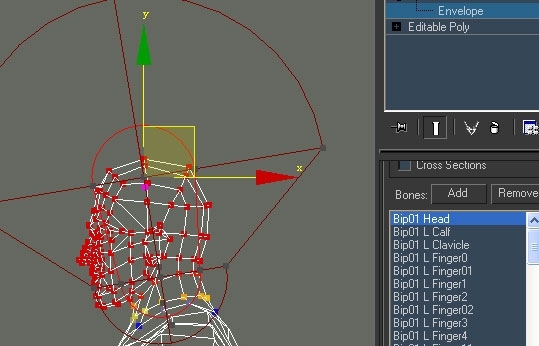 y
x
Envelope
Editable Poly
Cross Sections
Bones:
Add
Remove
Bip01 Head
Bip01 L Calf
Bip01 L Clavicle
Bip01 L Finger0
Bip01 L Finger01
Bip01 L Finger1
Bip01 L Finger2
Bip01 L Finger02
Bip01 L Finger3
Bip01 L Finger4